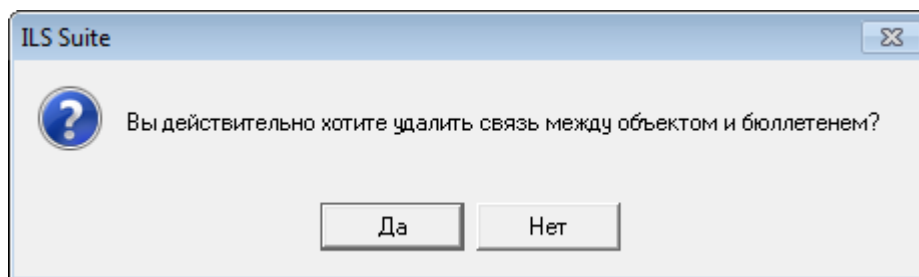 ILS Suite
Вы действительно хотите удалить связь между объектом и бюллетенем?
Да
Нет